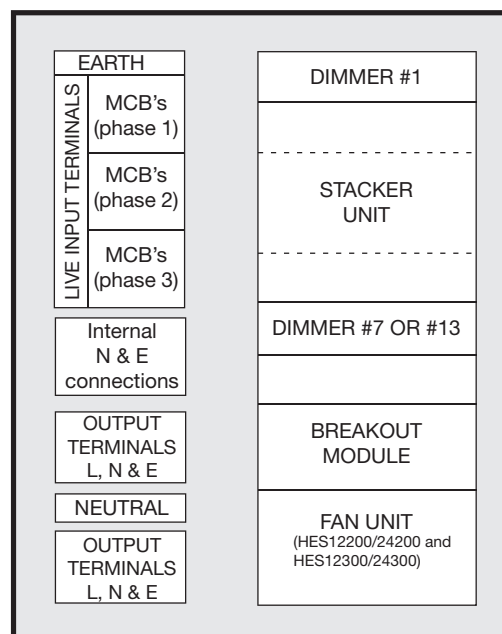 EARTH
LIVE INPUT TERMINALS
MCB's
(phase 1)
MCB's
(phase 2)
MCB's
(phase 3)
Internal
N & E
connections
OUTPUT
TERMINALS
L, N & E
NEUTRAL
OUTPUT
TERMINALS
L, N & E
DIMMER #1
STACKER
UNIT
DIMMER #7 OR #13
BREAKOUT
MODULE
FAN UNIT
(HES12200/24200 and
HES12300/24300)